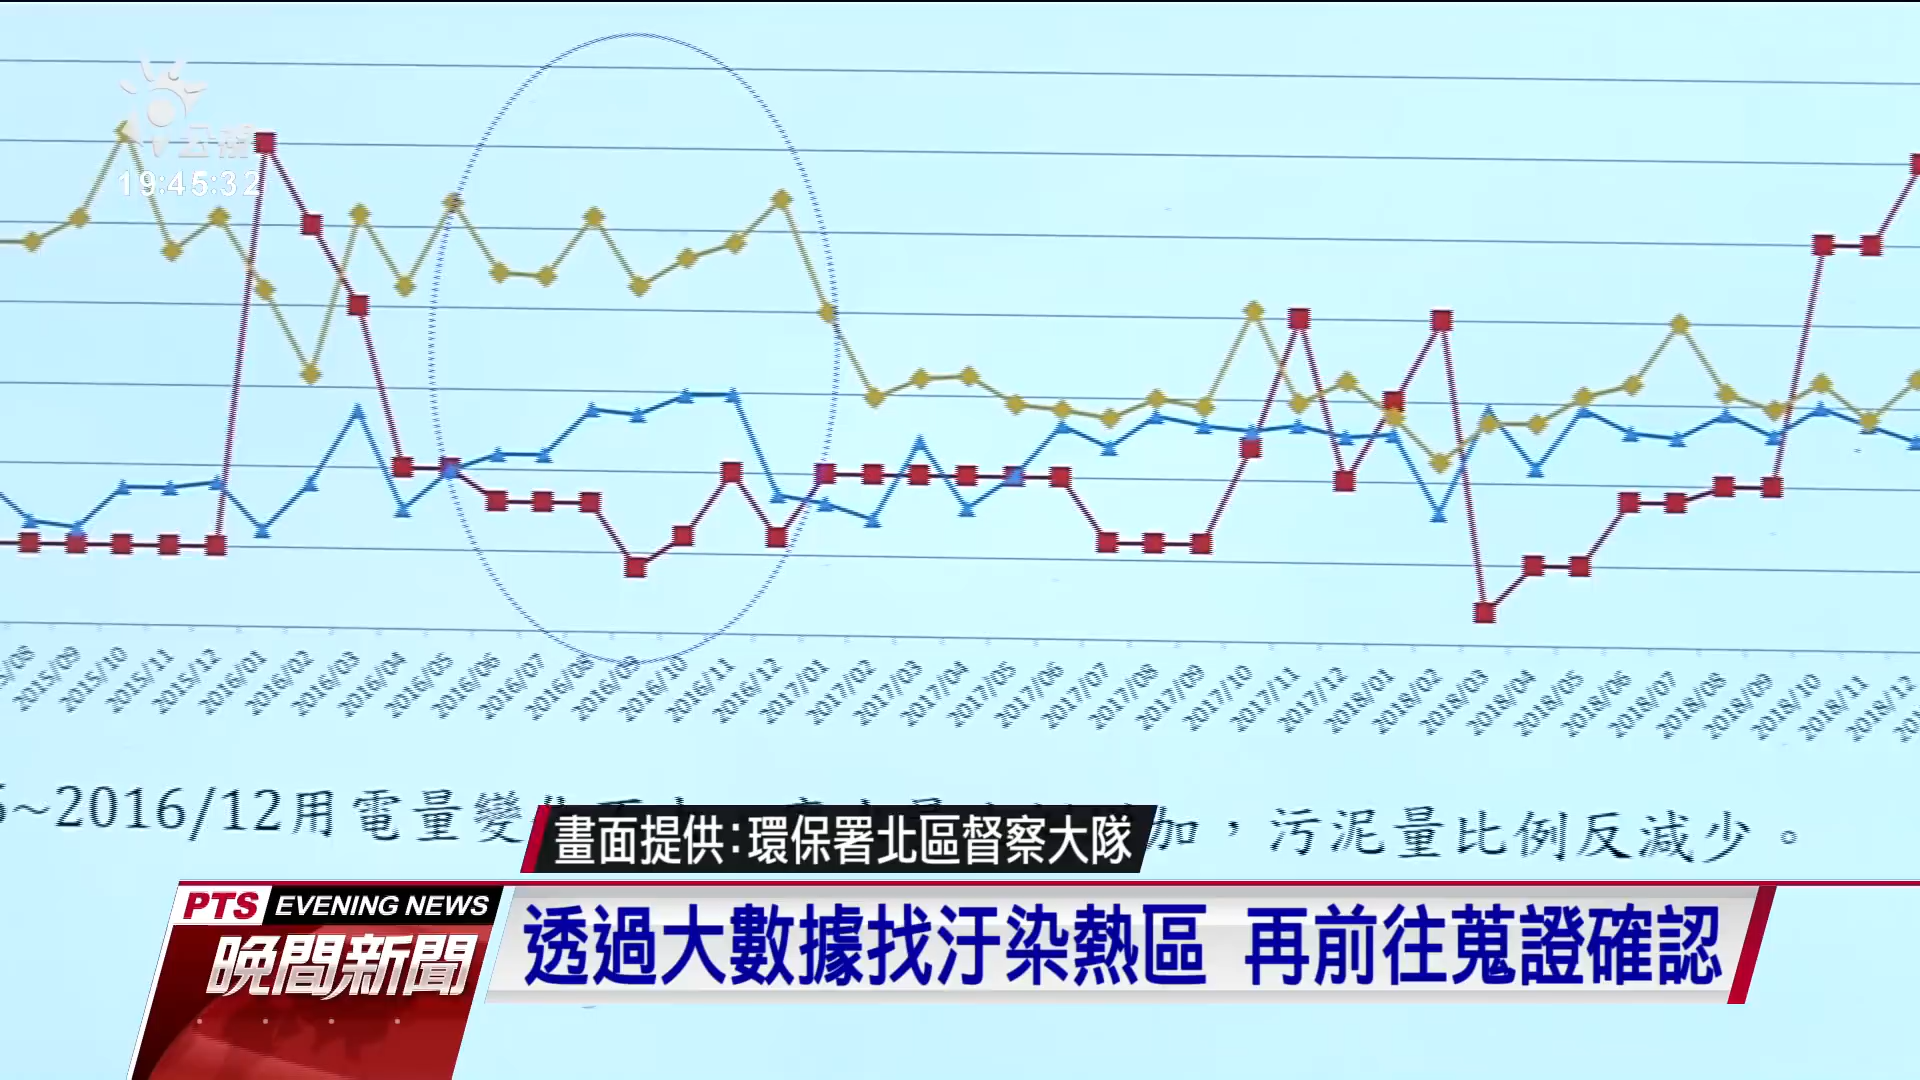 公視
19:45:32
2015/09 2015/10 2015/11 2015/12 2016/01 2016/02 2016/03 2016/04 2016/05 2016/06 2016/07 2016/08 2016/09 2016/10 2016/11 2016/12 2017/01 2017/02 2017/03 2017/04 2017/05 2017/06 2017/07 2017/08 2017/09 2017/10 2017/11 2017/12 2018/01 2018/02 2018/03 2018/04 2018/05 2018/06 2018/07 2018/08 2018/09 2018/10 2018/11 2018/12
~2016/12用電量變 加,污泥量比例反減少。
畫面提供:環保署北區督察大隊
PTS EVENING NEWS
晚間新聞
透過大數據找汙染熱區 再前往蒐證確認